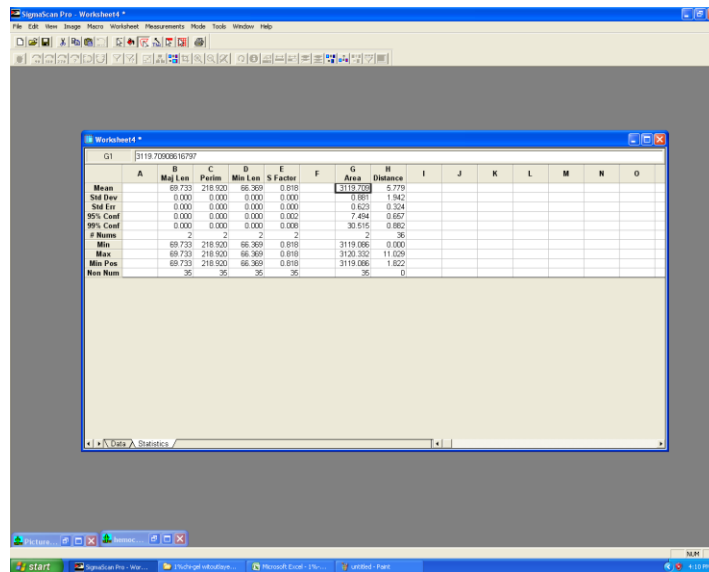 SigmaScan Pro - Worksheet4 *
File Edit View Image Macro Worksheet Measurements Mode Tools Window Help
Worksheet4 *
G1 3119.70908616797
A B C D E F G H I J K L M N O
Maj Len Perim Min Len S Factor Area Distance
Mean 69.733 218.920 66.369 0.818 3119.709 5.779
Std Dev 0.000 0.000 0.000 0.000 0.881 1.942
Std Err 0.000 0.000 0.000 0.000 0.623 0.324
95% Conf 0.000 0.000 0.000 0.002 7.494 0.657
99% Conf 0.000 0.000 0.000 0.008 30.515 0.882
# Nums 2 2 2 2 2 36
Min 69.733 218.920 66.369 0.818 3119.086 0.000
Max 69.733 218.920 66.369 0.818 3120.332 11.029
Min Pos 69.733 218.920 66.369 0.818 3119.086 1.822
Non Num 35 35 35 35 35 0
Data Statistics
Picture...
NUM
start SigmaScan Pro - Wor... Microsoft Excel - 1%-... untitled - Paint 4:10 PM